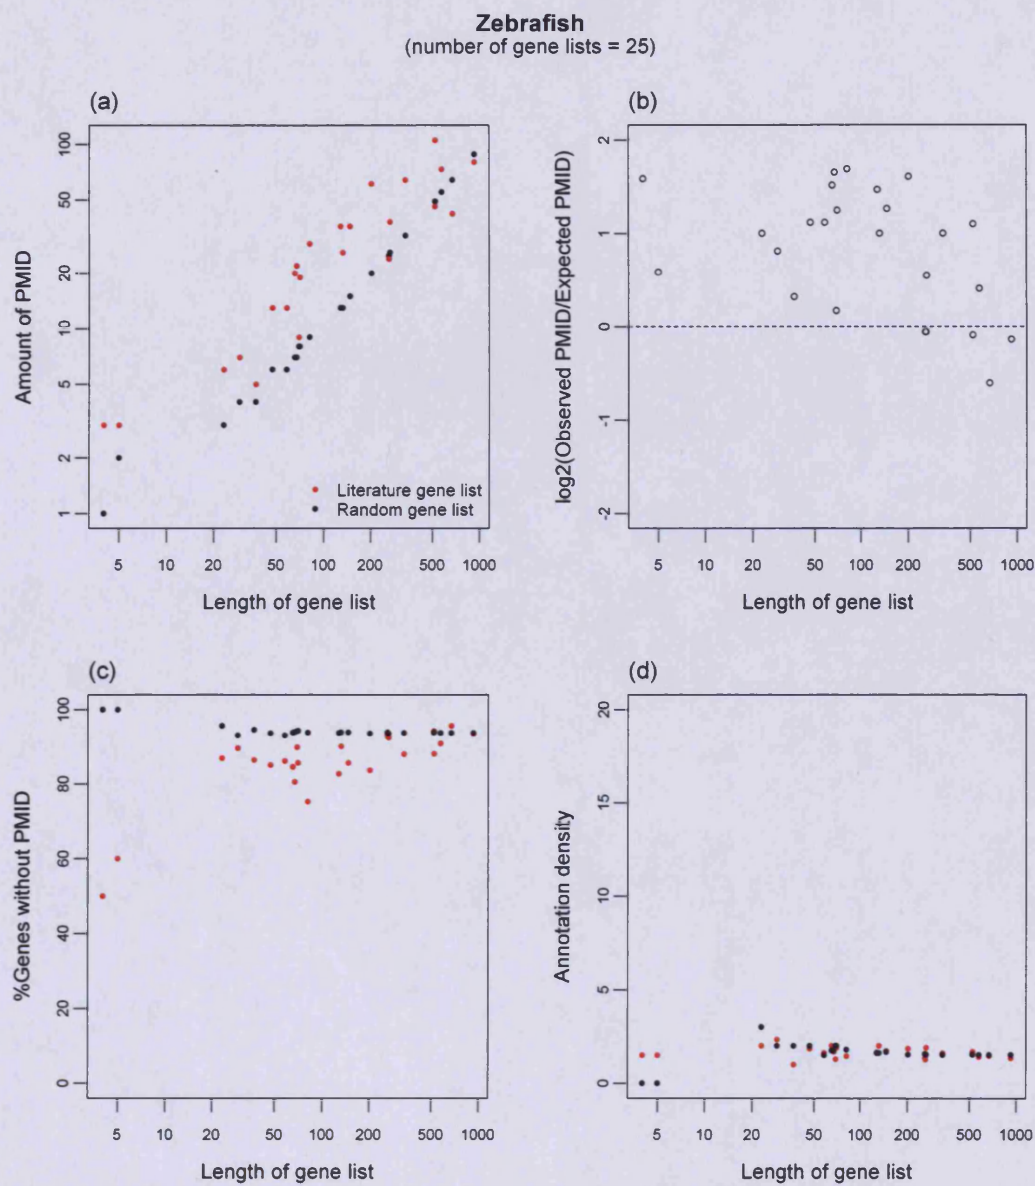 Zebrafish
(number of gene lists = 25)
(a)
Amount of PMID
100
50
20
10
5
2
1
Literature gene list
Random gene list
5 10 20 50 100 200 500 1000
Length of gene list
(b)
log2(Observed PMID/Expected PMID)
2
1
0
-1
-2
5 10 20 50 100 200 500 1000
Length of gene list
(c)
%Genes without PMID
100
80
60
40
20
0
5 10 20 50 100 200 500 1000
Length of gene list
(d)
Annotation density
20
15
10
5
0
5 10 20 50 100 200 500 1000
Length of gene list